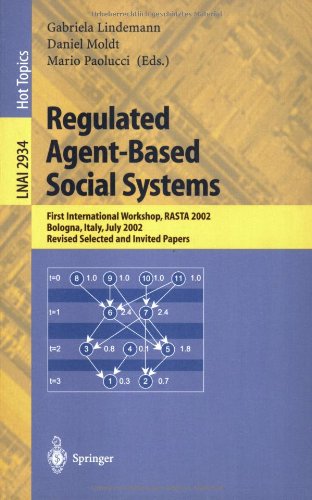 Gabriela Lindemann
Daniel Moldt
Mario Paolucci (Eds.)
Hot Topics
LNAI 2934
Regulated
Agent-Based
Social Systems
First International Workshop, RASTA 2002
Bologna, Italy, July 2002
Revised Selected and Invited Papers
t=0 8 1.0 9 1.0 10 1.0 11 1.0
t=1 6 2.4 7 2.4
t=2 3 0.8 4 0.1 5 1.8
t=3 1 0.3 2 0.7
Springer